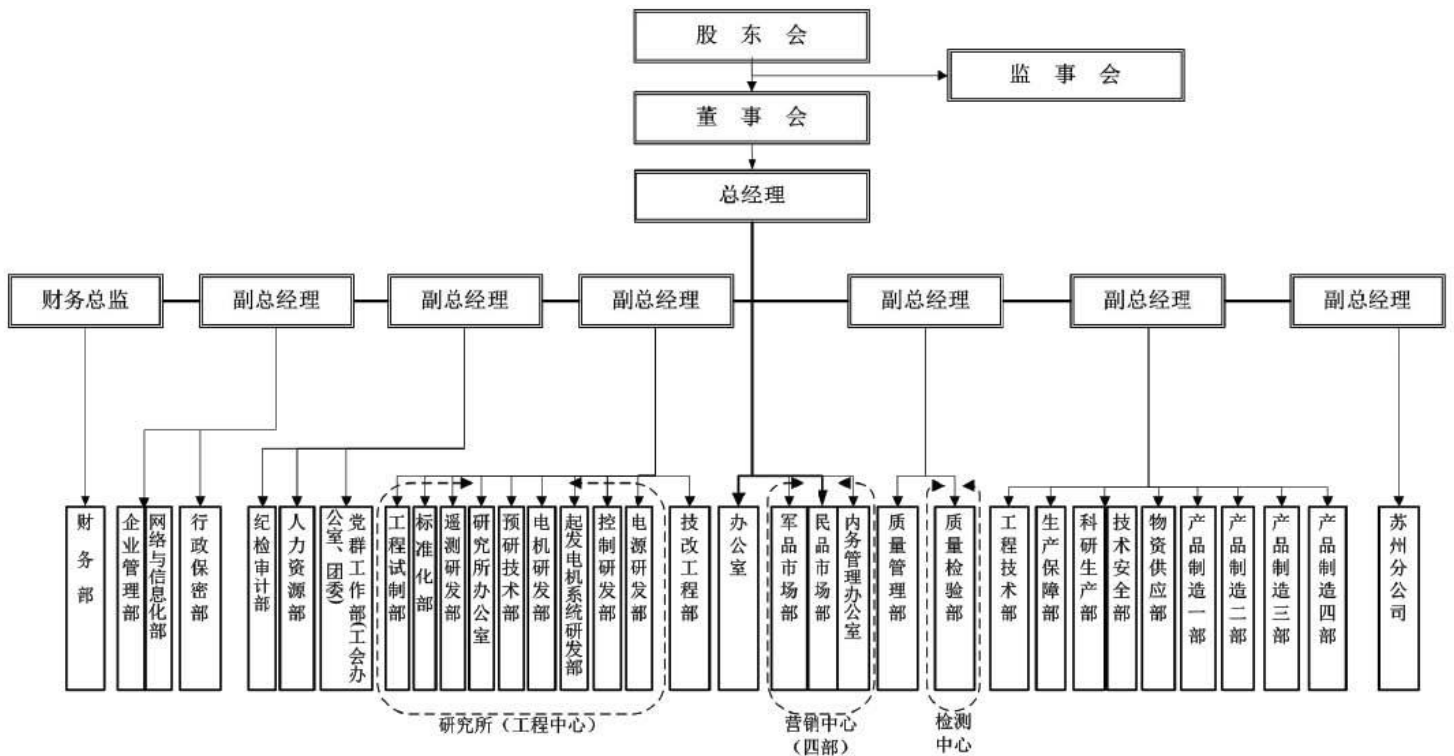 股 东 会
监 事 会
董 事 会
总经理
财务总监
副总经理
副总经理
副总经理
副总经理
副总经理
副总经理
财务部
企业管理部
网络与信息化部
行政保密部
纪检审计部
人力资源部
党群工作部(工会办
公室、团委)
工程试制部
标准化部
遥测研发部
研究所办公室
预研技术部
电机研发部
起发电机系统研发部
控制研发部
电源研发部
技改工程部
办公室
军品市场部
民品市场部
内务管理办公室
质量管理部
质量检验部
工程技术部
生产保障部
科研生产部
技术安全部
物资供应部
产品制造一部
产品制造二部
产品制造三部
产品制造四部
苏州分公司
研究所（工程中心）
营销中心
（四部）
检测
中心